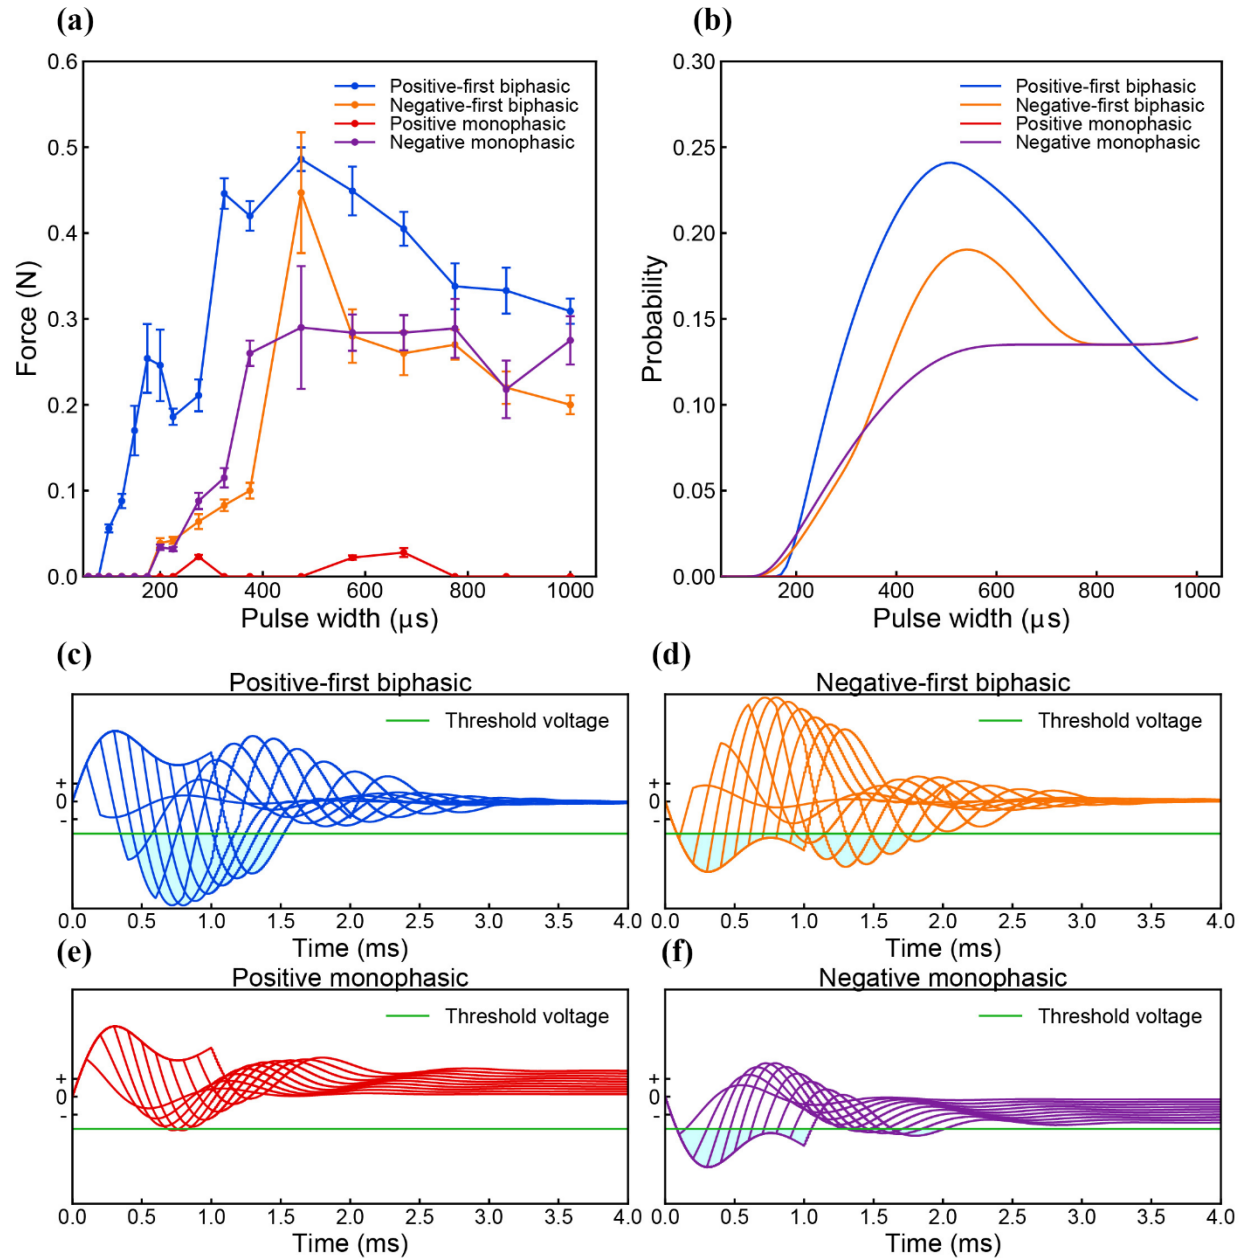 (a)
0.6
0.5
0.4
0.3
0.2
0.1
0.0
Force (N)
Positive-first biphasic
Negative-first biphasic
Positive monophasic
Negative monophasic
200 400 600 800 1000
Pulse width (μs)
(b)
0.30
0.25
0.20
0.15
0.10
0.05
0.00
Probability
Positive-first biphasic
Negative-first biphasic
Positive monophasic
Negative monophasic
200 400 600 800 1000
Pulse width (μs)
(c)
Positive-first biphasic
Threshold voltage
+
0
-
0.0 0.5 1.0 1.5 2.0 2.5 3.0 3.5 4.0
Time (ms)
(d)
Negative-first biphasic
Threshold voltage
+
0
-
0.0 0.5 1.0 1.5 2.0 2.5 3.0 3.5 4.0
Time (ms)
(e)
Positive monophasic
Threshold voltage
+
0
-
0.0 0.5 1.0 1.5 2.0 2.5 3.0 3.5 4.0
Time (ms)
(f)
Negative monophasic
Threshold voltage
+
0
-
0.0 0.5 1.0 1.5 2.0 2.5 3.0 3.5 4.0
Time (ms)